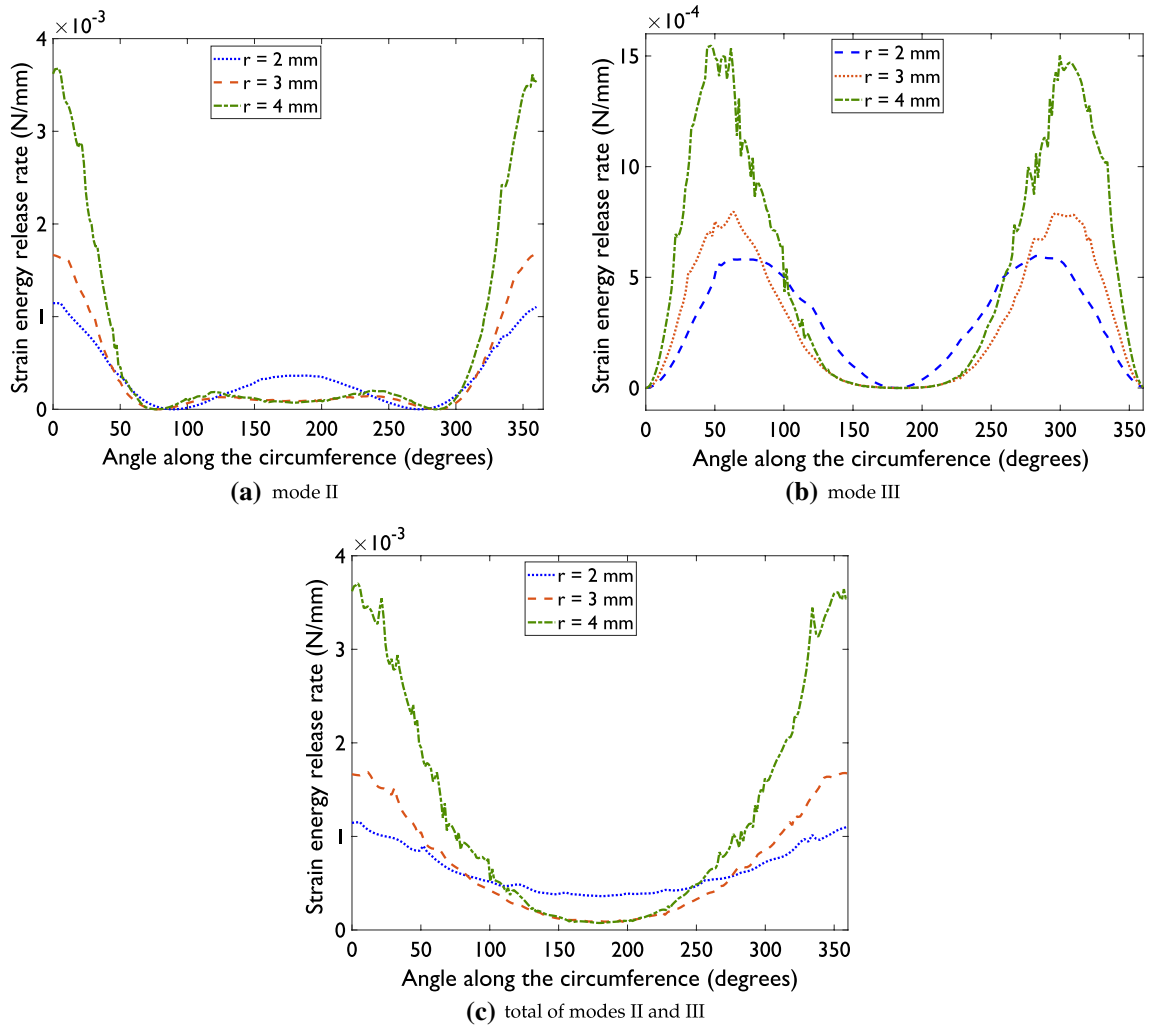 ×10-3
4
3
2
1
0
Strain energy release rate (N/mm)
r = 2 mm
r = 3 mm
r = 4 mm
0 50 100 150 200 250 300 350
Angle along the circumference (degrees)
(a) mode II
×10-4
15
10
5
0
Strain energy release rate (N/mm)
r = 2 mm
r = 3 mm
r = 4 mm
0 50 100 150 200 250 300 360
Angle along the circumference (degrees)
(b) mode III
×10-3
4
3
2
1
0
Strain energy release rate (N/mm)
r = 2 mm
r = 3 mm
r = 4 mm
0 50 100 150 200 250 300 350
Angle along the circumference (degrees)
(c) total of modes II and III